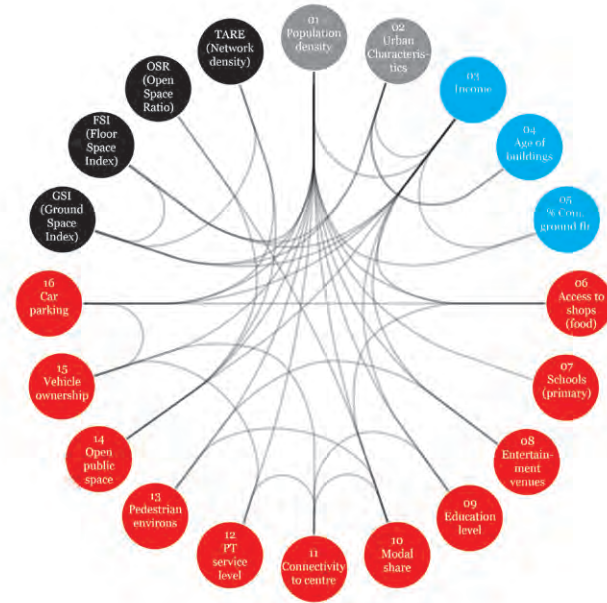 01
Population
density
02
Urban
Characteris-
tics
03
Income
04
Age of
buildings
05
% Com.
ground flr
06
Access to
shops
(food)
07
Schools
(primary)
08
Entertain-
ment
venues
09
Education
level
10
Modal
share
11
Connectivity
to centre
12
PT
service
level
13
Pedestrian
environs
14
Open
public
space
15
Vehicle
ownership
16
Car
parking
GSI
(Ground
Space
Index)
FSI
(Floor
Space
Index)
OSR
(Open
Space
Ratio)
TARE
(Network
density)